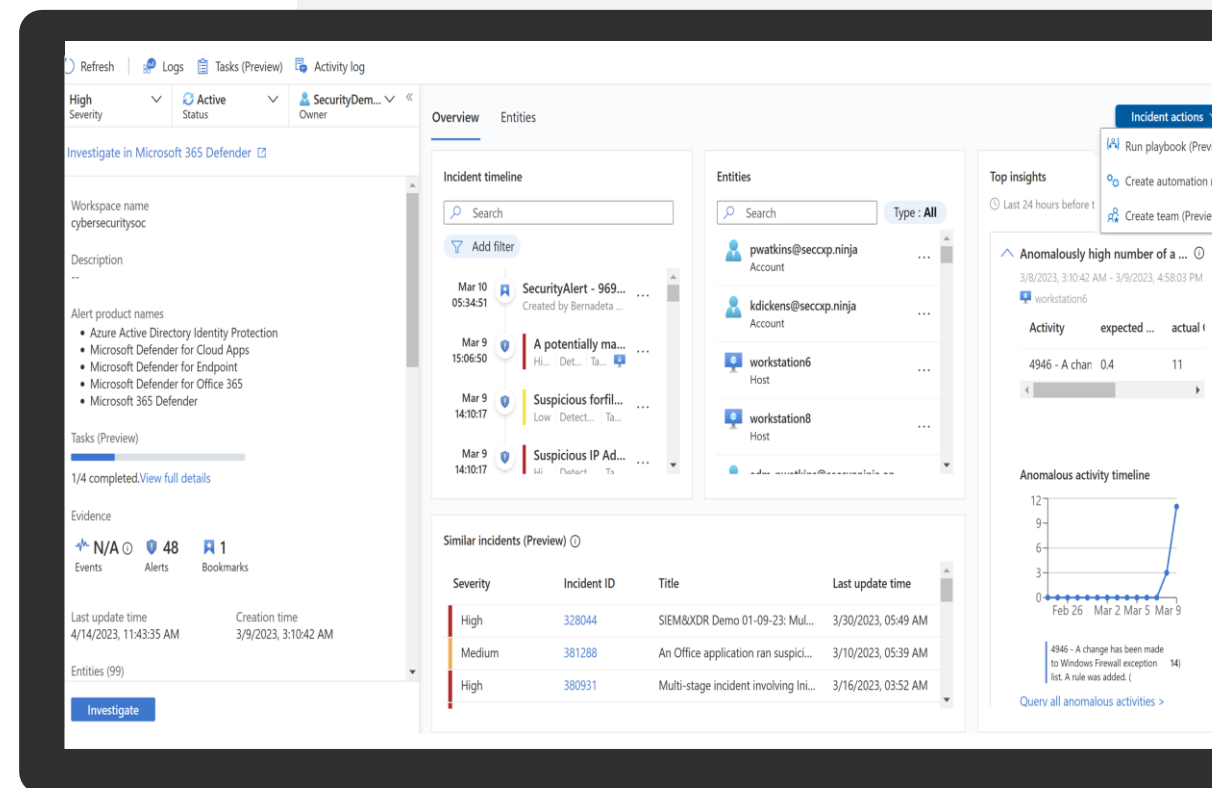 Refresh
Logs
Tasks (Preview)
Activity log
High
Severity
Active
Status
SecurityDem...
Owner
Investigate in Microsoft 365 Defender
Workspace name
cybersecuritysoc
Description
--
Alert product names
• Azure Active Directory Identity Protection
• Microsoft Defender for Cloud Apps
• Microsoft Defender for Endpoint
• Microsoft Defender for Office 365
• Microsoft 365 Defender
Tasks (Preview)
1/4 completed.View full details
Evidence
N/A
Events
48
Alerts
1
Bookmarks
Last update time
4/14/2023, 11:43:35 AM
Creation time
3/9/2023, 3:10:42 AM
Entities (99)
Investigate
Overview
Entities
Incident actions
Run playbook (Previ
Create automation r
Create team (Previe
Incident timeline
Search
Add filter
Mar 10
05:34:51
SecurityAlert - 969... ...
Created by Bernadeta ...
Mar 9
15:06:50
A potentially ma... ...
Hi... Det... Ta...
Mar 9
14:10:17
Suspicious forfil... ...
Low Detect... Ta...
Mar 9
14:10:17
Suspicious IP Ad... ...
Entities
Search
Type : All
pwatkins@seccxp.ninja ...
Account
kdickens@seccxp.ninja ...
Account
workstation6 ...
Host
workstation8 ...
Host
Similar incidents (Preview)
Severity Incident ID Title Last update time
High 328044 SIEM&XDR Demo 01-09-23: Mul... 3/30/2023, 05:49 AM
Medium 381288 An Office application ran suspici... 3/10/2023, 05:39 AM
High 380931 Multi-stage incident involving Ini... 3/16/2023, 03:52 AM
Top insights
Last 24 hours before t
Anomalously high number of a ...
3/8/2023, 3:10:42 AM - 3/9/2023, 4:58:03 PM
workstation6
Activity expected ... actual
4946 - A chan 0.4 11
Anomalous activity timeline
12
9
6
3
0
Feb 26 Mar 2 Mar 5 Mar 9
4946 - A change has been made
to Windows Firewall exception 14)
list. A rule was added. (
Query all anomalous activities >